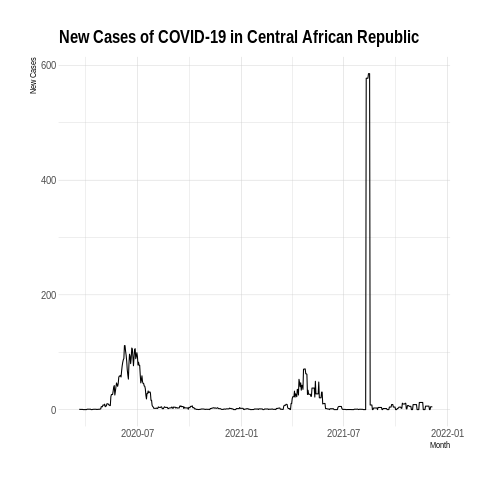 New Cases of COVID-19 in Central African Republic
New Cases
600
400
200
0
2020-07
2021-01
2021-07
2022-01
Month